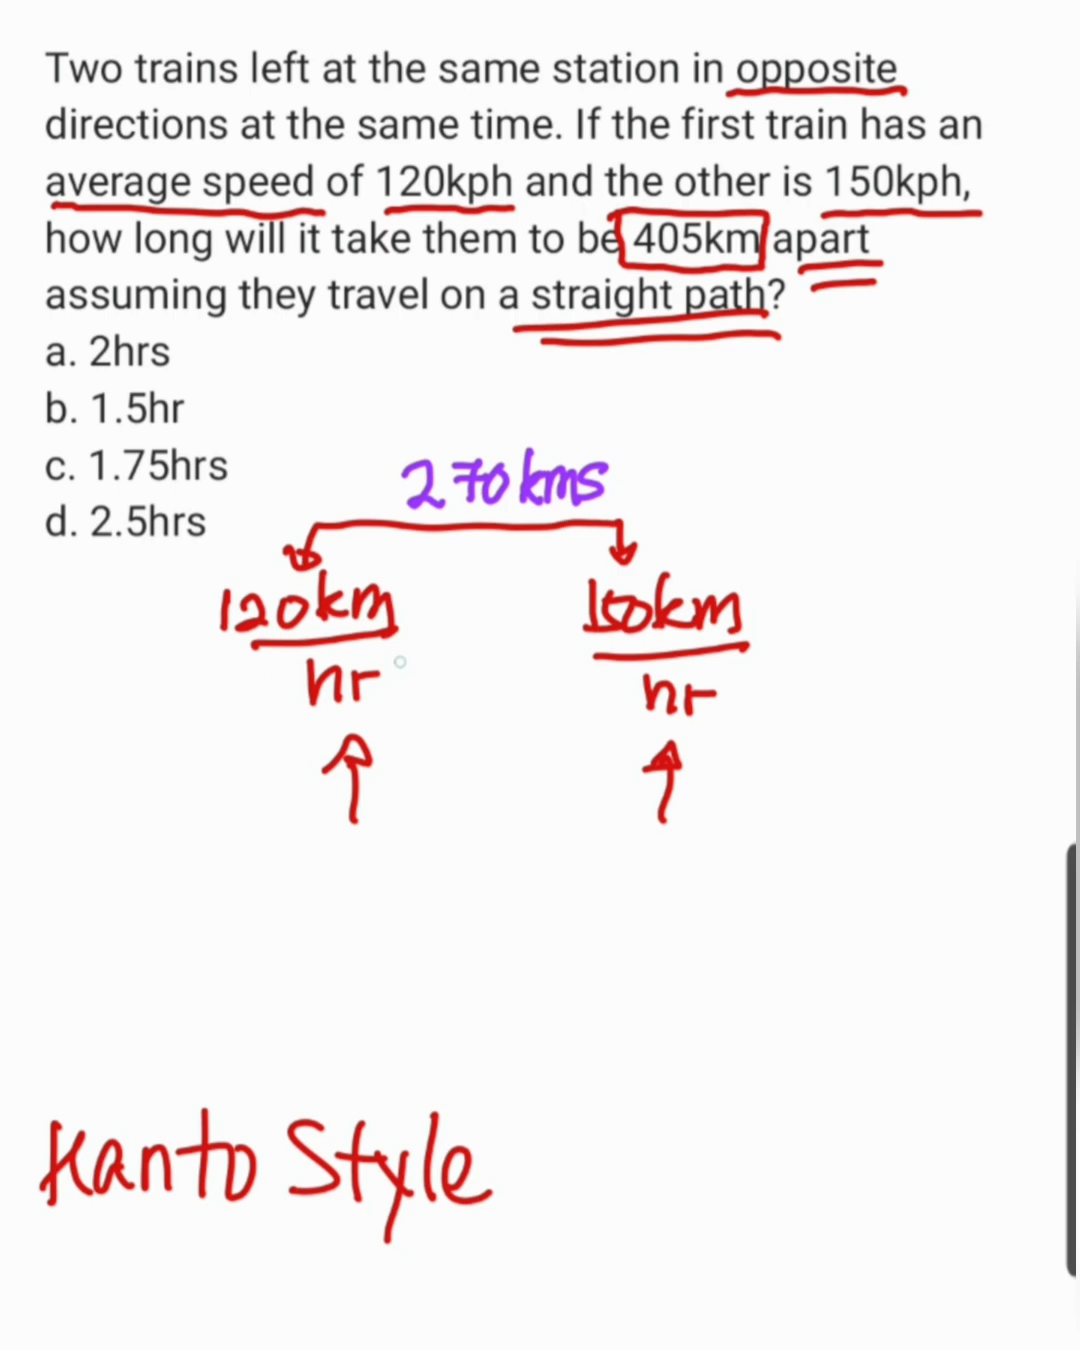 Two trains left at the same station in opposite
directions at the same time. If the first train has an
average speed of 120kph and the other is 150kph,
how long will it take them to be 405km apart
assuming they travel on a straight path?
a. 2hrs
b. 1.5hr
c. 1.75hrs
d. 2.5hrs
270kms
120km 150km
hr hr
Kanto Style